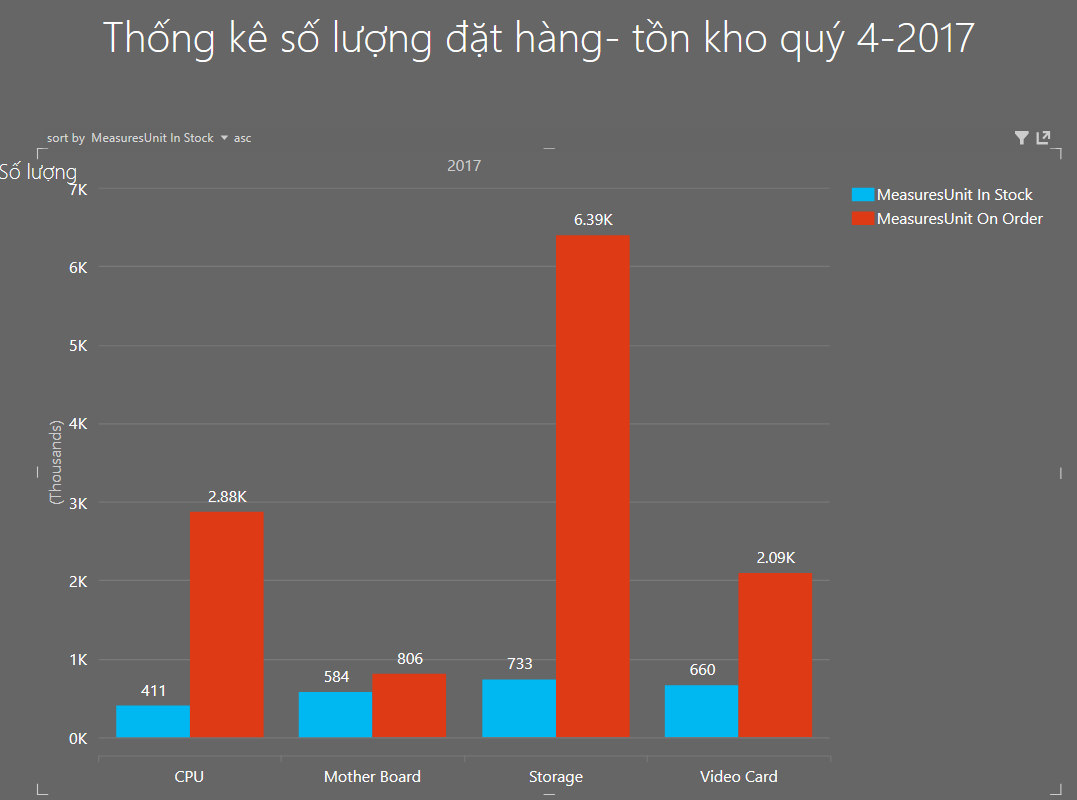 Thống kê số lượng đặt hàng- tồn kho quý 4-2017
sort by MeasuresUnit In Stock asc
Số lượng
2017
MeasuresUnit In Stock
MeasuresUnit On Order
7K
6K
5K
4K
3K
2K
1K
0K
(Thousands)
411
2.88K
584
806
733
6.39K
660
2.09K
CPU
Mother Board
Storage
Video Card